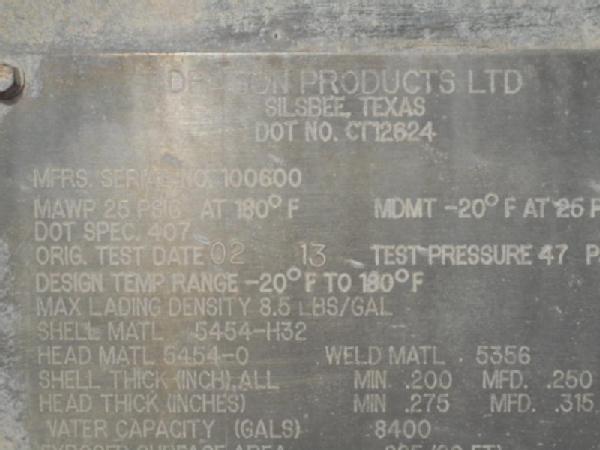 PRODUCTS LTD
SILSBEE, TEXAS
DOT NO. CT12624
MFRS. SERIAL NO. 100600
MAWP 25 PSIG AT 180°F MDMT -20°F AT 25 P
DOT SPEC. 407
ORIG. TEST DATE 02 13 TEST PRESSURE 47 P
DESIGN TEMP RANGE -20°F TO 180°F
MAX LADING DENSITY 8.5 LBS/GAL
SHELL MATL 5454-H32
HEAD MATL 5454-0 WELD MATL . 5356
SHELL THICK (INCH). ALL MIN .200 MFD. .250
HEAD THICK (INCHES) MIN .275 MFD. .315
WATER CAPACITY (GALS) 8400
EXPOSED SURFACE AREA